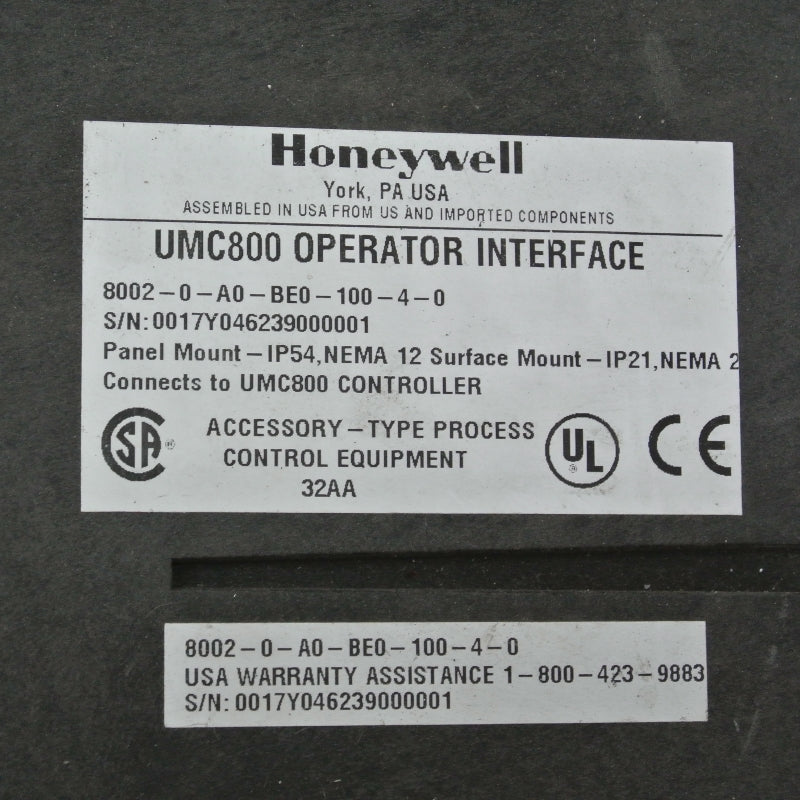 Honeywell
York, PA USA
ASSEMBLED IN USA FROM US AND IMPORTED COMPONENTS
UMC800 OPERATOR INTERFACE
8002-0-A0-BE0-100-4-0
S/N:0017Y046239000001
Panel Mount-IP54,NEMA 12 Surface Mount-IP21,NEMA 2
Connects to UMC800 CONTROLLER
SA ® ACCESSORY-TYPE PROCESS UL ® CE
CONTROL EQUIPMENT
32AA
8002-0-A0-BE0-100-4-0
USA WARRANTY ASSISTANCE 1-800-423-9883
S/N:0017Y046239000001